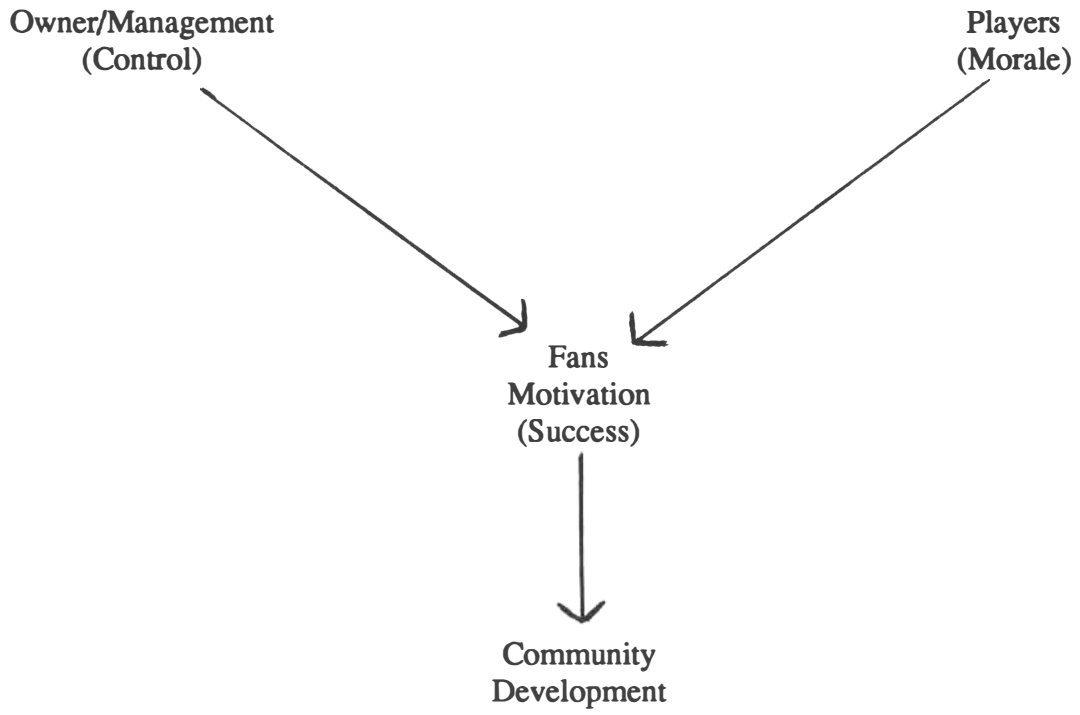 Owner/Management
(Control)
Players
(Morale)
Fans
Motivation
(Success)
Community
Development